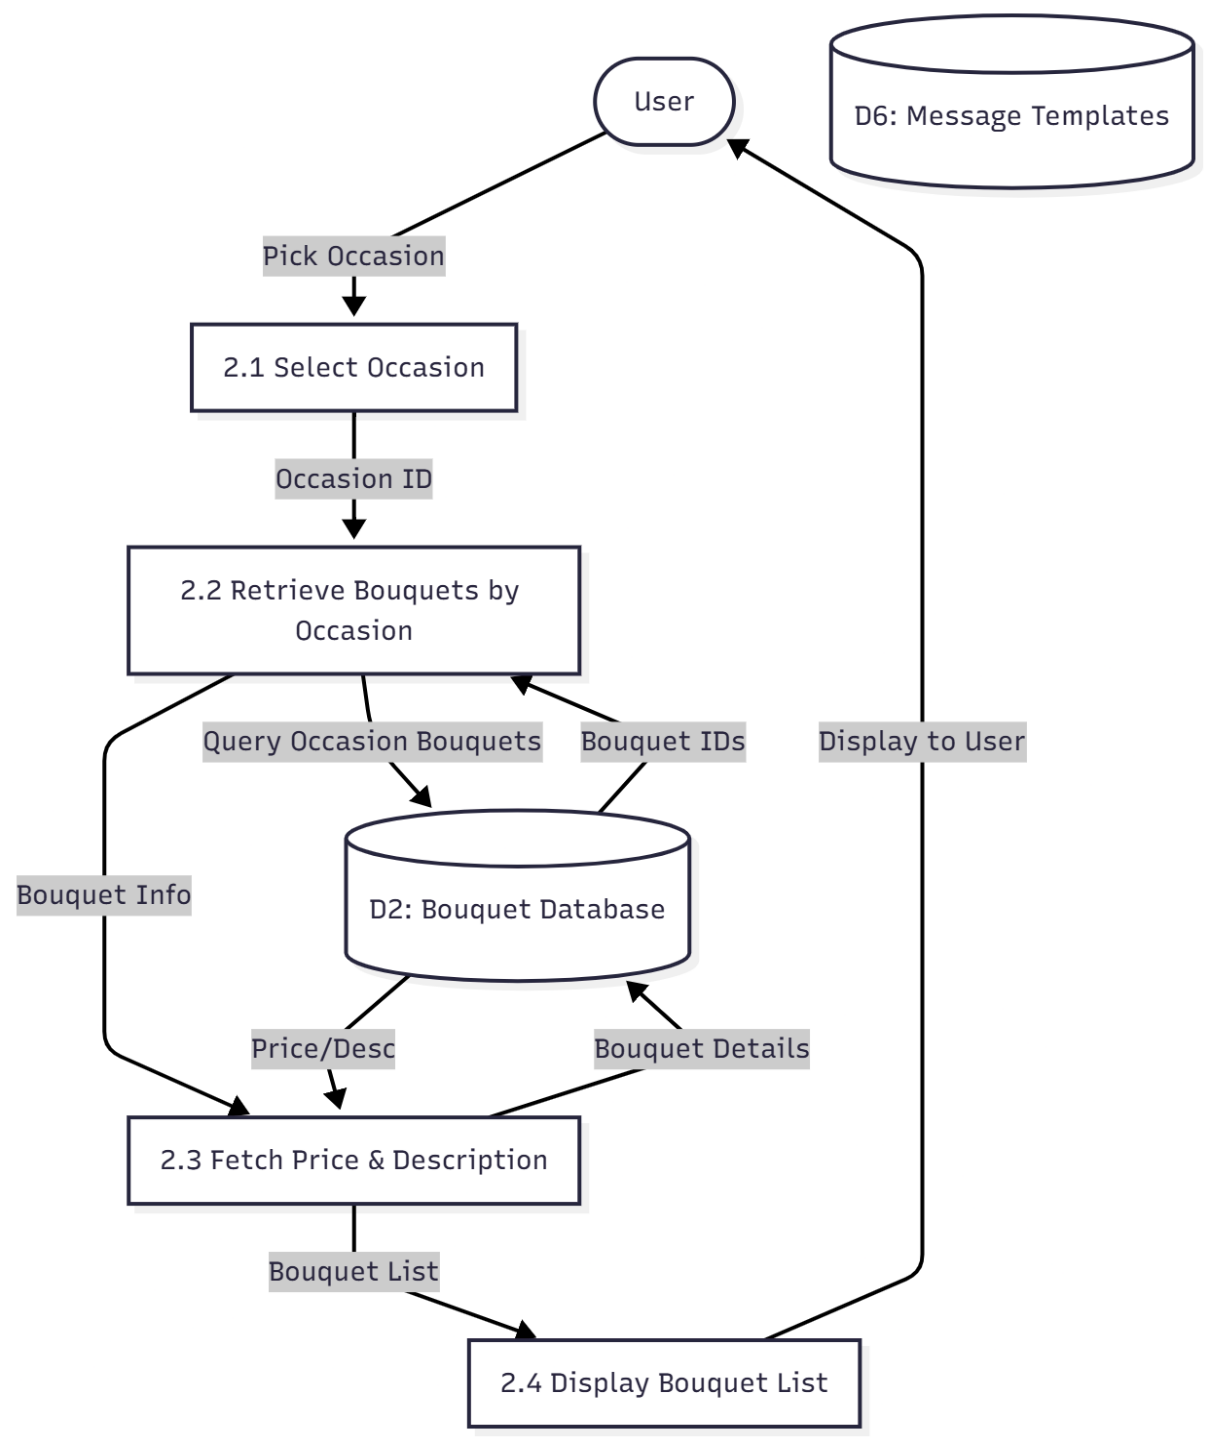 User
D6: Message Templates
Pick Occasion
2.1 Select Occasion
Occasion ID
2.2 Retrieve Bouquets by
Occasion
Query Occasion Bouquets
Bouquet IDs
Display to User
Bouquet Info
D2: Bouquet Database
Price/Desc
Bouquet Details
2.3 Fetch Price & Description
Bouquet List
2.4 Display Bouquet List